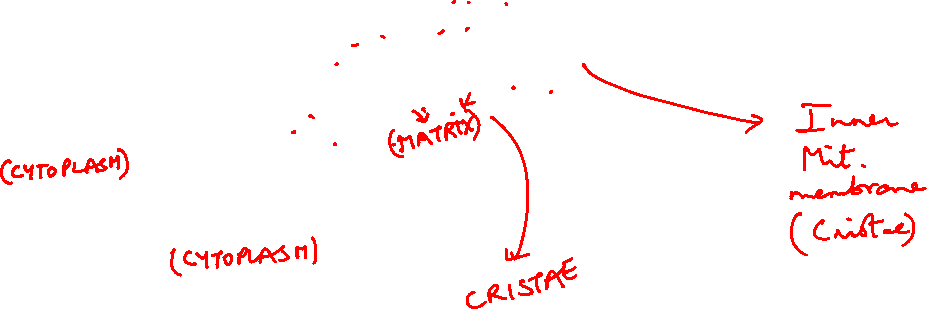 (MATRIX)
(CYTOPLASM)
(CYTOPLASM)
CRISTAE
Inner
Mit.
membrane
(Cristae)